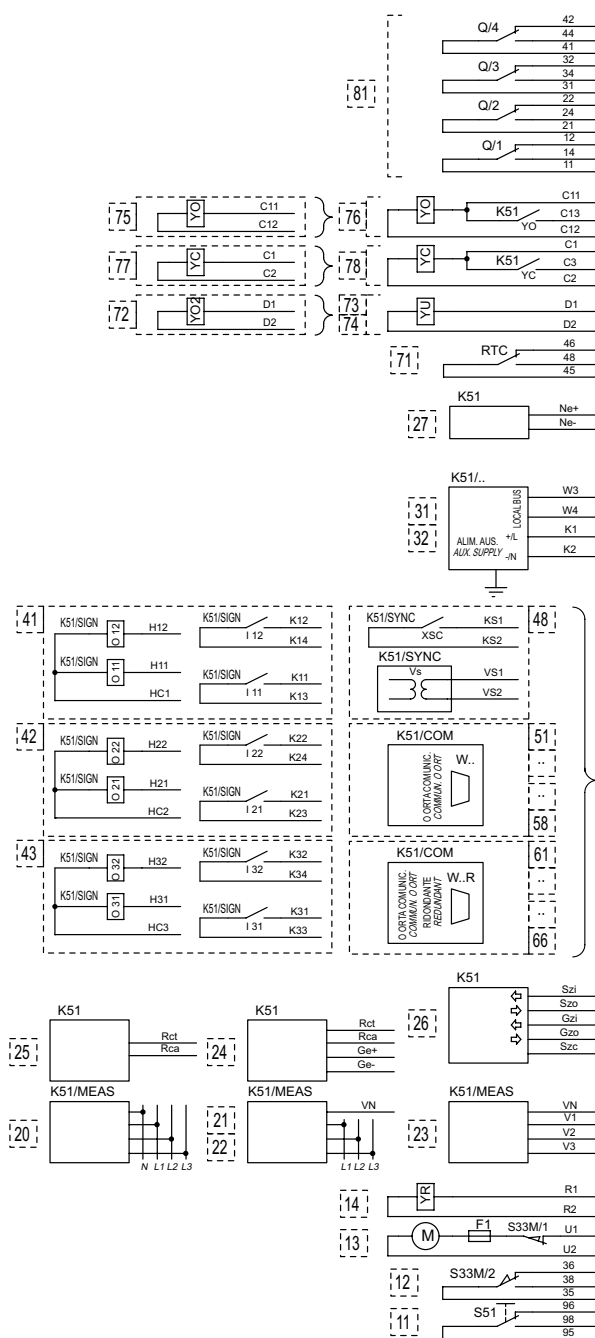 42
Q/4
44
41
32
Q/3
34
31
81
22
Q/2
24
21
12
Q/1
14
11
75
YO
C11
C12
76
YO
C11
K51
C13
YO
C12
77
YC
C1
C2
78
YC
C1
K51
C3
YC
C2
72
YO2
D1
D2
73
74
YU
D1
D2
71
RTC
46
48
45
K51
27
Ne+
Ne-
K51/..
31
32
LOCAL BUS
W3
W4
ALIM. AUS.
AUX. SUPPLY
+/L
-/N
K1
K2
41
K51/SIGN
O 12
H12
K51/SIGN
K12
I 12
K14
K51/SIGN
O 11
H11
K51/SIGN
K11
I 11
K13
HC1
K51/SYNC
KS1
48
XSC
KS2
K51/SYNC
Vs
VS1
VS2
42
K51/SIGN
O 22
H22
K51/SIGN
K22
I 22
K24
K51/SIGN
O 21
H21
K51/SIGN
K21
I 21
K23
HC2
K51/COM
51
..
..
58
O ORTA COMUNIC.
COMMUN. O ORT
W..
43
K51/SIGN
O 32
H32
K51/SIGN
K32
I 32
K34
K51/SIGN
O 31
H31
K51/SIGN
K31
I 31
K33
HC3
K51/COM
61
..
..
66
O ORTA COMUNIC.
COMMUN. O ORT
RIDONDANTE
REDUNDANT
W..R
25
K51
Rct
Rca
24
K51
Rct
Rca
Ge+
Ge-
26
K51
Szi
Szo
Gzi
Gzo
Szc
20
K51/MEAS
N L1 L2 L3
21
22
K51/MEAS
VN
L1 L2 L3
23
K51/MEAS
VN
V1
V2
V3
14
YR
R1
R2
13
M
F1
S33M/1
U1
U2
12
S33M/2
36
38
35
11
S51
96
98
95